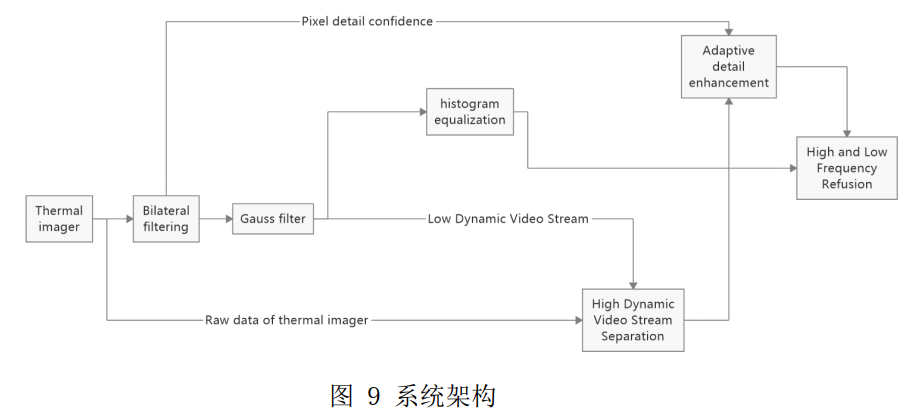 Pixel detail confidence
Adaptive
detail
enhancement
histogram
equalization
High and Low
Frequency
Refusion
Thermal
imager
Bilateral
filtering
Gauss filter
Low Dynamic Video Stream
High Dynamic
Video Stream
Separation
Raw data of thermal imager
图 9 系统架构